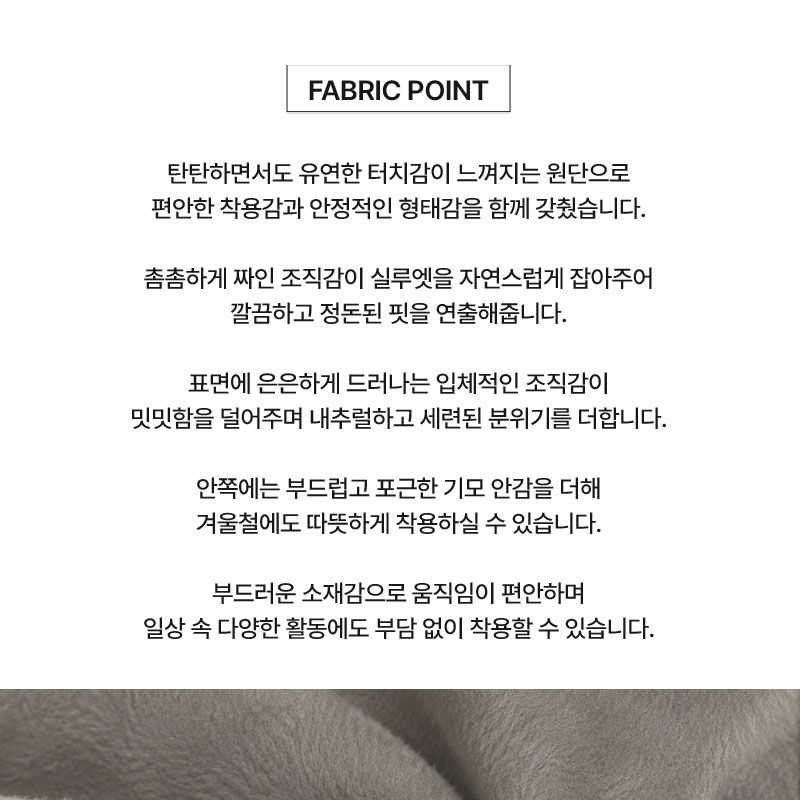 FABRIC POINT
탄탄하면서도 유연한 터치감이 느껴지는 원단으로
편안한 착용감과 안정적인 형태감을 함께 갖췄습니다.
촘촘하게 짜인 조직감이 실루엣을 자연스럽게 잡아주어
깔끔하고 정돈된 핏을 연출해줍니다.
표면에 은은하게 드러나는 입체적인 조직감이
밋밋함을 덜어주며 내추럴하고 세련된 분위기를 더합니다.
안쪽에는 부드럽고 포근한 기모 안감을 더해
겨울철에도 따뜻하게 착용하실 수 있습니다.
부드러운 소재감으로 움직임이 편안하며
일상 속 다양한 활동에도 부담 없이 착용할 수 있습니다.